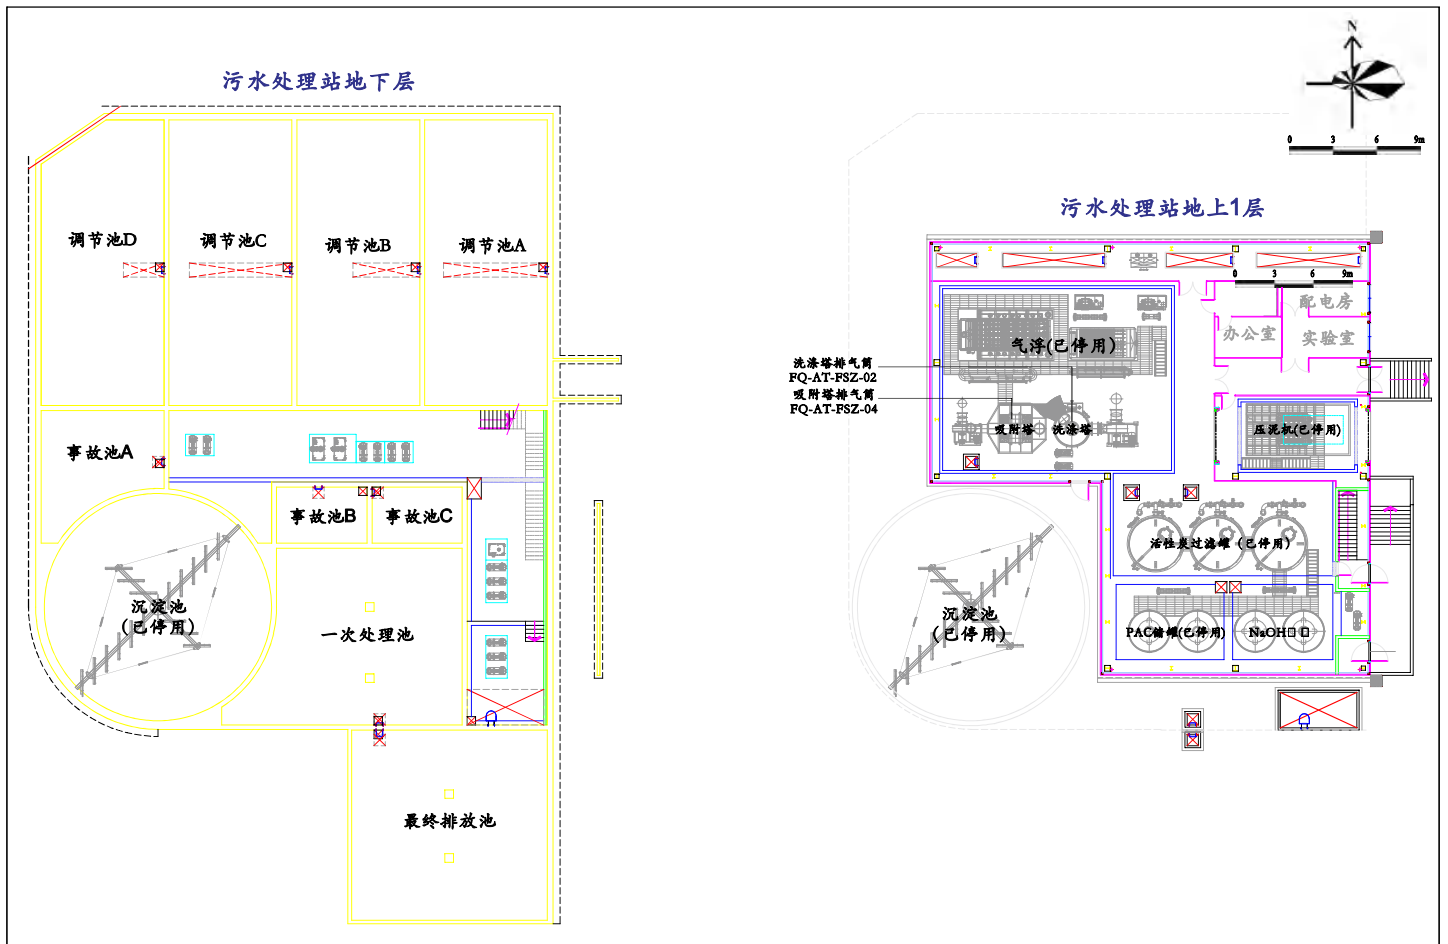 N
0 3 6 9m
污水处理站地下层
污水处理站地上1层
调节池D
调节池C
调节池B
调节池A
0 3 6 9m
配电房
办公室
实验室
气浮(已停用)
洗涤塔排气筒
FQ-AT-FSZ-02
吸附塔排气筒
FQ-AT-FSZ-04
吸附塔
洗涤塔
压泥机(已停用)
事故池A
事故池B
事故池C
活性炭过滤罐（已停用）
沉淀池
（已停用）
一次处理池
沉淀池
（已停用）
PAC储罐(已停用)
NaOH
最终排放池